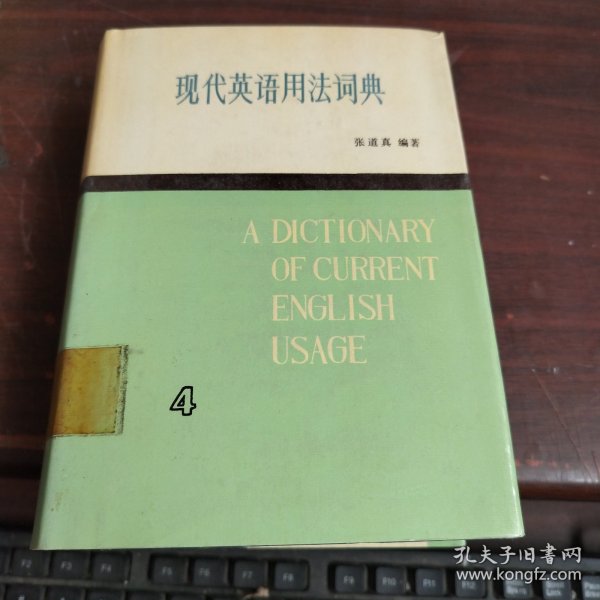 现代英语用法词典
张道真 编著
A DICTIONARY
OF CURRENT
ENGLISH
USAGE
4
孔夫子旧书网
www.kongfz.com